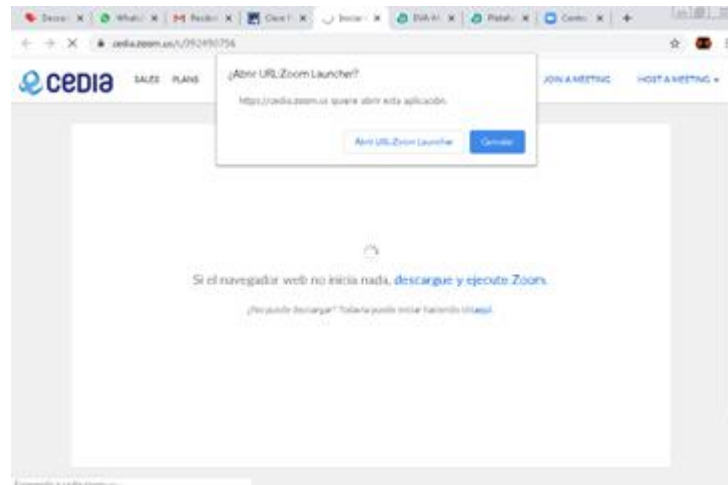 cedia.zoom.us/s/092490756
cedia
SALES PLANS
JOIN A MEETING
HOST A MEETING
¿Abrir URL:Zoom Launcher?
https://cedia.zoom.us quiere abrir esta aplicación.
Abrir URL:Zoom Launcher
Cancelar
Si el navegador web no inicia nada, descargue y ejecute Zoom.
¿No puede descargar? Todavía puede iniciar haciendo clic aquí.